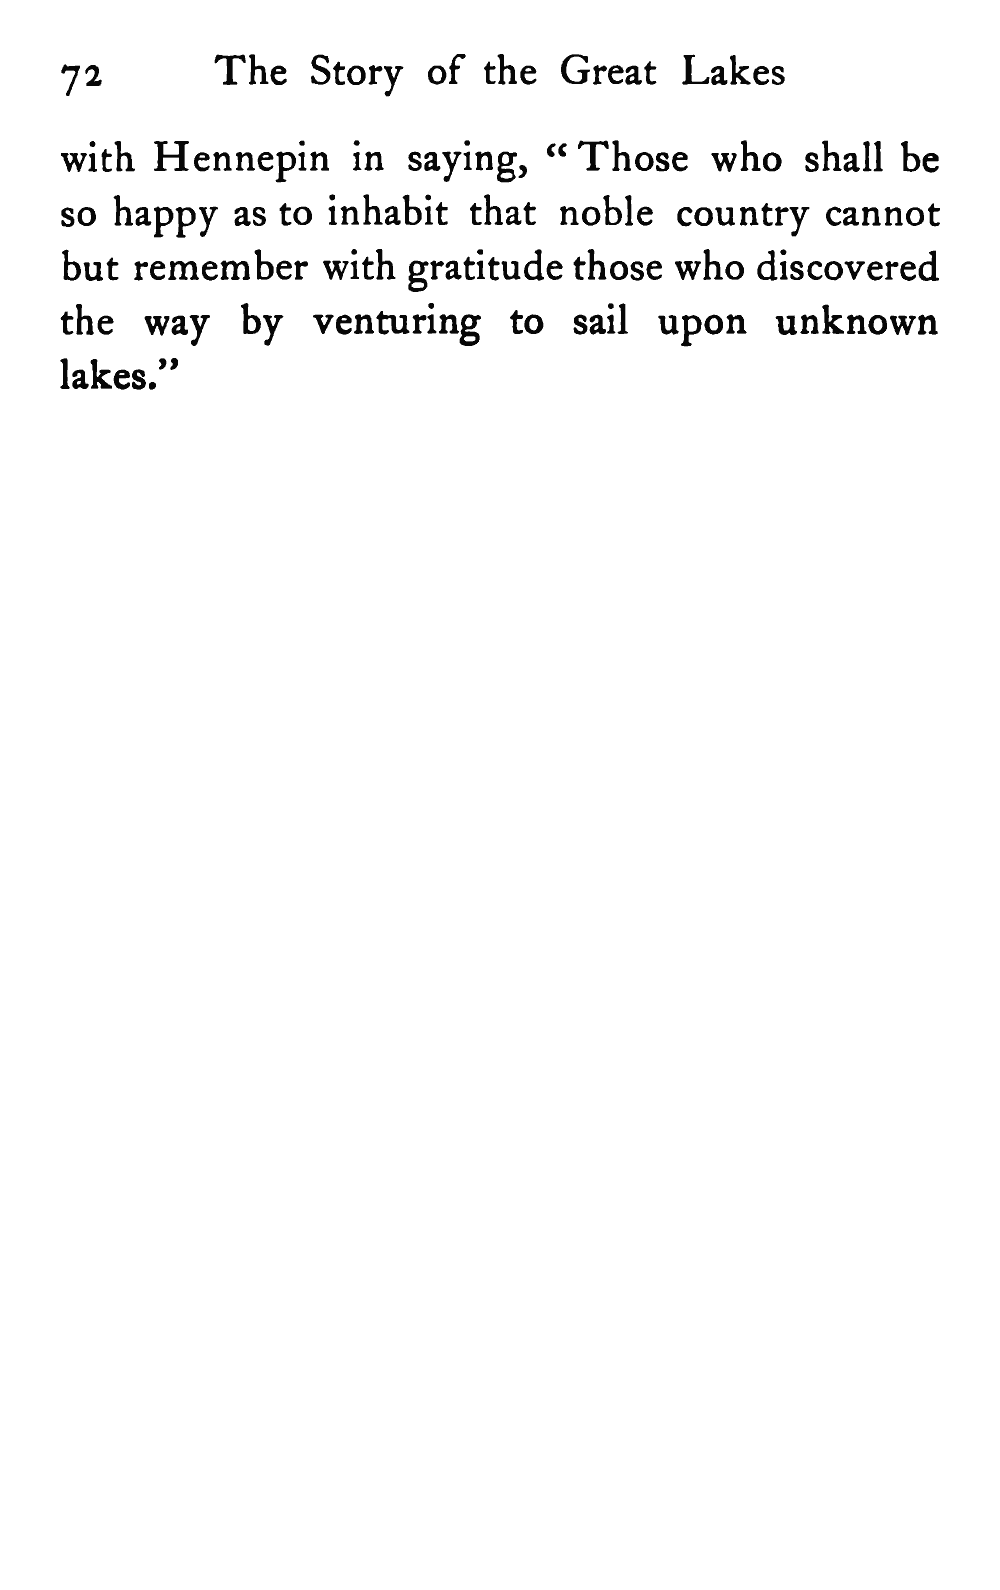 72 The Story of the Great Lakes
with Hennepin in saying, “Those who shall be
so happy as to inhabit that noble country cannot
but remember with gratitude those who discovered
the way by venturing to sail upon unknown
lakes.”